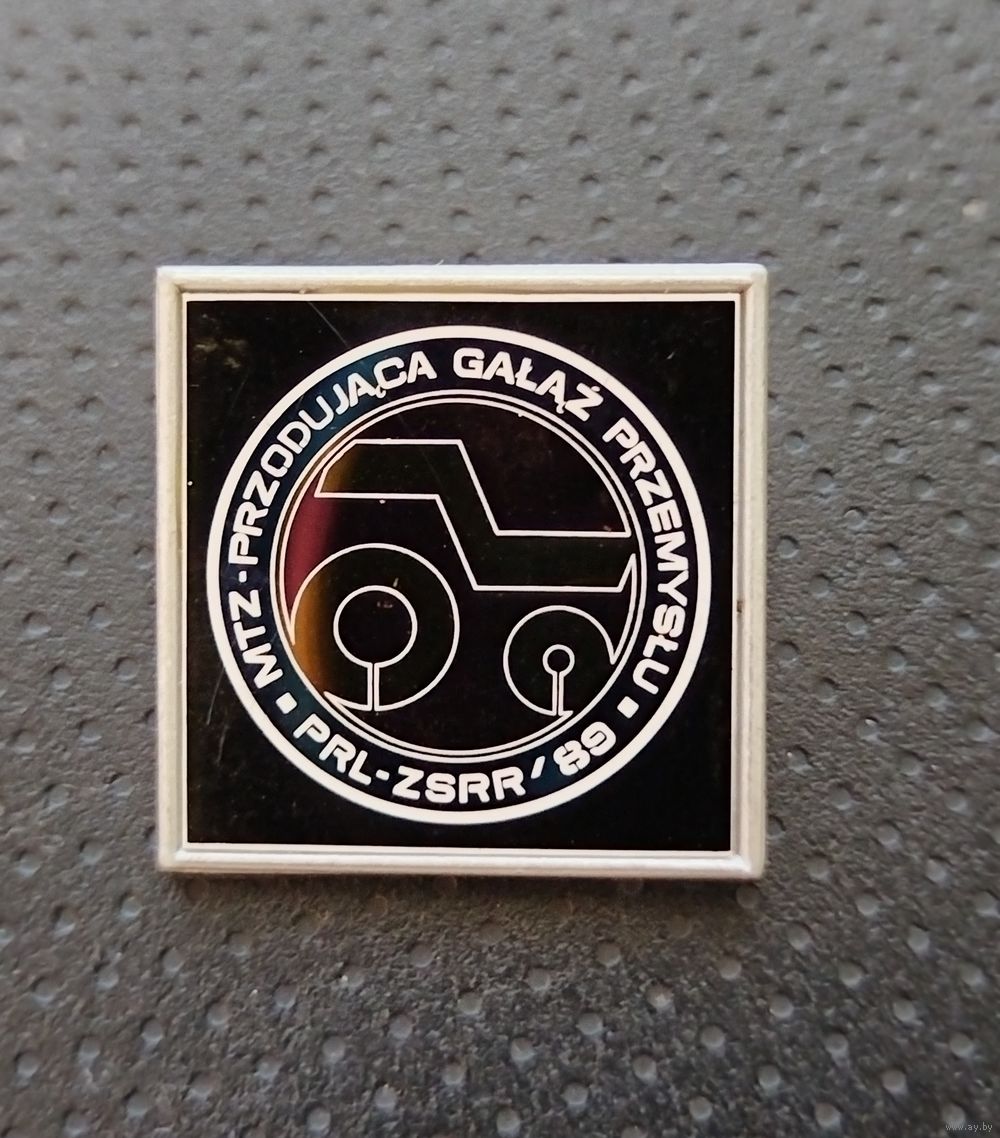 MTZ · PRZODUJĄCA GAŁĄŹ PRZEMYSŁU
PRL-ZSRR'89
www.ay.by